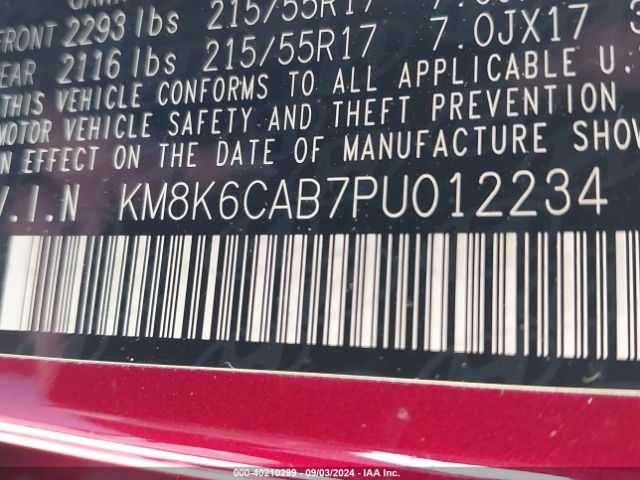 FRONT 2293 lbs 215/55R17
REAR 2116 lbs 215/55R17 7.0JX17
THIS VEHICLE CONFORMS TO ALL APPLICABLE U.
MOTOR VEHICLE SAFETY AND THEFT PREVENTION
IN EFFECT ON THE DATE OF MANUFACTURE SHOW
V.I.N KM8K6CAB7PU012234
000-40210299 - 09/03/2024 - IAA Inc.